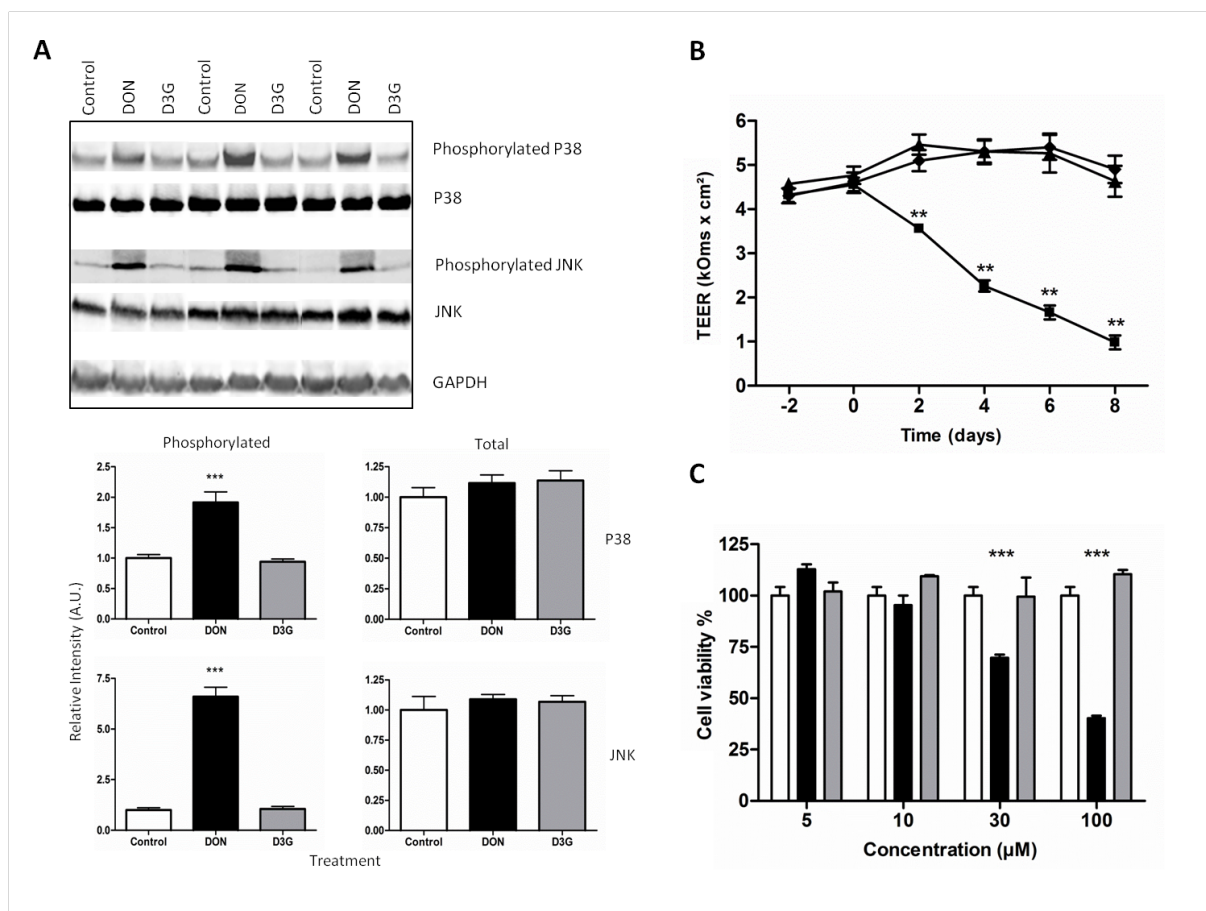 A
Control DON D3G Control DON D3G Control DON D3G
Phosphorylated P38
P38
Phosphorylated JNK
JNK
GAPDH
Phosphorylated
Total
Relative Intensity (A.U.)
2.5
2.0
1.5
1.0
0.5
0.0
***
Control DON D3G
1.25
1.00
0.75
0.50
0.25
0.00
Control DON D3G
P38
7.5
5.0
2.5
0.0
***
Control DON D3G
1.25
1.00
0.75
0.50
0.25
0.00
Control DON D3G
JNK
Treatment
B
TEER (kOms x cm²)
6
5
4
3
2
1
0
**
**
**
**
-2 0 2 4 6 8
Time (days)
C
Cell viability %
125
100
75
50
25
0
*** ***
5 10 30 100
Concentration (µM)